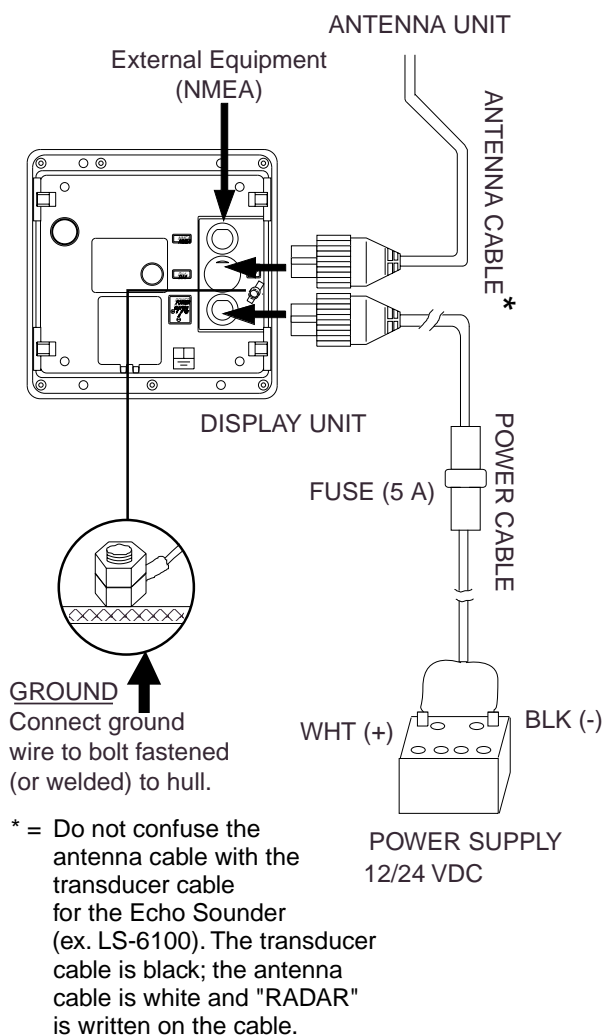 ANTENNA UNIT
External Equipment
(NMEA)
ANTENNA CABLE*
DISPLAY UNIT
FUSE (5 A)
POWER CABLE
GROUND
Connect ground
wire to bolt fastened
(or welded) to hull.
WHT (+)
BLK (-)
POWER SUPPLY
12/24 VDC
* = Do not confuse the
antenna cable with the
transducer cable
for the Echo Sounder
(ex. LS-6100). The transducer
cable is black; the antenna
cable is white and "RADAR"
is written on the cable.